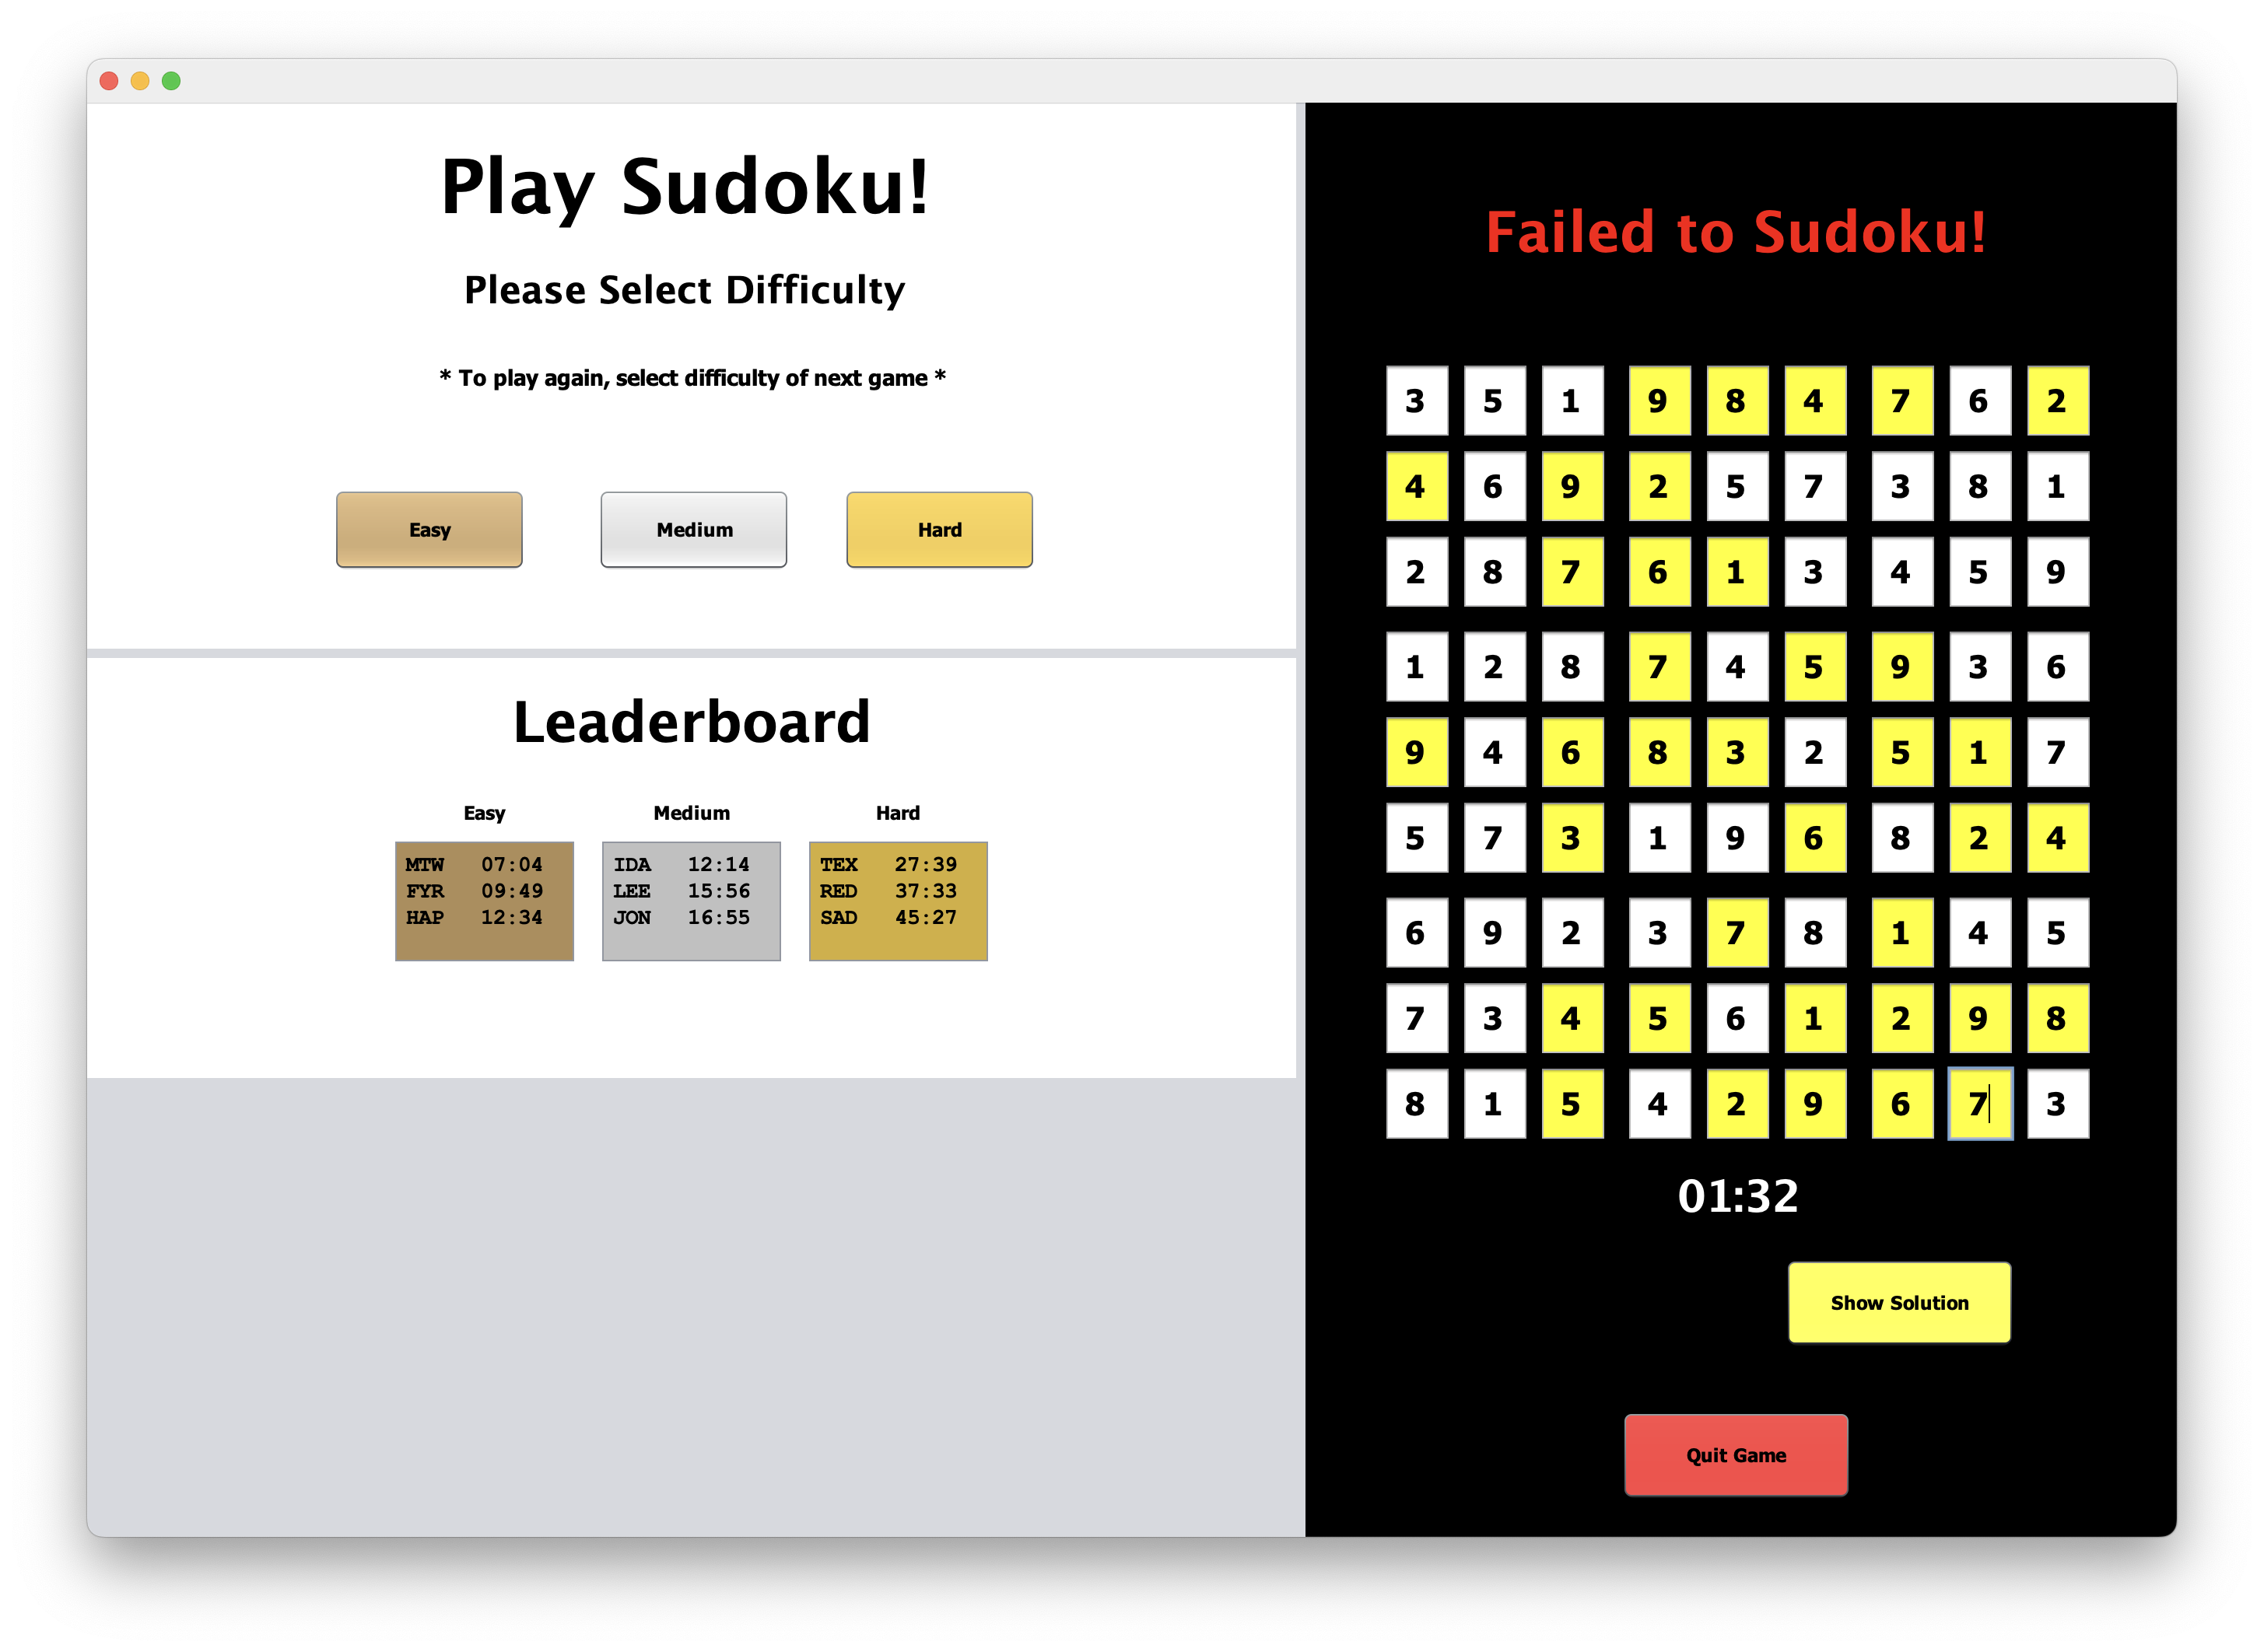 Play Sudoku!
Please Select Difficulty
* To play again, select difficulty of next game *
Easy Medium Hard
Leaderboard
Easy Medium Hard
MTW 07:04 IDA 12:14 TEX 27:39
FYR 09:49 LEE 15:56 RED 37:33
HAP 12:34 JON 16:55 SAD 45:27
Failed to Sudoku!
3 5 1 9 8 4 7 6 2
4 6 9 2 5 7 3 8 1
2 8 7 6 1 3 4 5 9
1 2 8 7 4 5 9 3 6
9 4 6 8 3 2 5 1 7
5 7 3 1 9 6 8 2 4
6 9 2 3 7 8 1 4 5
7 3 4 5 6 1 2 9 8
8 1 5 4 2 9 6 7 3
01:32
Show Solution
Quit Game